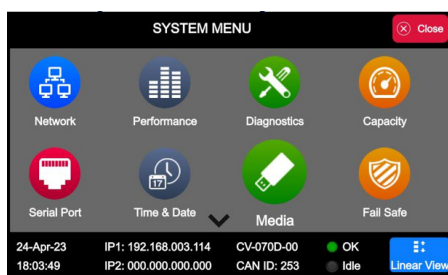 SYSTEM MENU
Close
Network
Performance
Diagnostics
Capacity
Serial Port
17
Time & Date
Media
Fail Safe
24-Apr-23 IP1: 192.168.003.114 CV-070D-00 OK
18:03:49 IP2: 000.000.000.000 CAN ID: 253 Idle
Linear View